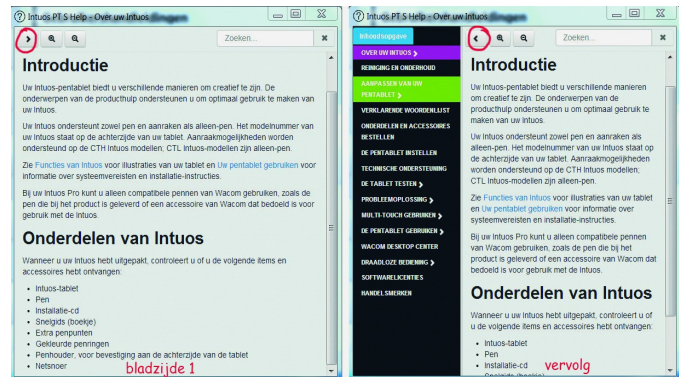 Intuos PT S Help - Over uw Intuos
Zoeken...
Introductie
Uw Intuos-pentablet biedt u verschillende manieren om creatief te zijn. De
onderwerpen van de producthulp ondersteunen u om optimaal gebruik te maken van
uw Intuos.
Uw Intuos ondersteunt zowel pen en aanraken als alleen-pen. Het modelnummer van
uw Intuos staat op de achterzijde van uw tablet. Aanraakmogelijkheden worden
ondersteund op de CTH Intuos modellen; CTL Intuos-modellen zijn alleen-pen.
Zie Functies van Intuos voor illustraties van uw tablet en Uw pentablet gebruiken voor
informatie over systeemvereisten en installatie-instructies.
Bij uw Intuos Pro kunt u alleen compatibele pennen van Wacom gebruiken, zoals de
pen die bij het product is geleverd of een accessoire van Wacom dat bedoeld is voor
gebruik met de Intuos.
Onderdelen van Intuos
Wanneer u uw Intuos hebt uitgepakt, controleert u of u de volgende items en
accessoires hebt ontvangen:
• Intuos-tablet
• Pen
• Installatie-cd
• Snelgids (boekje)
• Extra penpunten
• Gekleurde penringen
• Penhouder, voor bevestiging aan de achterzijde van de tablet
• Netsnoer
bladzijde 1
Intuos PT S Help - Over uw Intuos
Zoeken...
Inhoudsopgave
OVER UW INTUOS
REINIGING EN ONDERHOUD
AANPASSEN VAN UW
PENTABLET
VERKLARENDE WOORDENLIJST
ONDERDELEN EN ACCESSOIRES
BESTELLEN
DE PENTABLET INSTELLEN
TECHNISCHE ONDERSTEUNING
DE TABLET TESTEN
PROBLEEMOPLOSSING
MULTI-TOUCH GEBRUIKEN
DE PENTABLET GEBRUIKEN
WACOM DESKTOP CENTER
DRAADLOZE BEDIENING
SOFTWARELICENTIES
HANDELSMERKEN
Introductie
Uw Intuos-pentablet biedt u verschillende manieren om
creatief te zijn. De onderwerpen van de producthulp
ondersteunen u om optimaal gebruik te maken van uw
Intuos.
Uw Intuos ondersteunt zowel pen en aanraken als
alleen-pen. Het modelnummer van uw Intuos staat op
de achterzijde van uw tablet. Aanraakmogelijkheden
worden ondersteund op de CTH Intuos modellen;
CTL Intuos-modellen zijn alleen-pen.
Zie Functies van Intuos voor illustraties van uw tablet
en Uw pentablet gebruiken voor informatie over
systeemvereisten en installatie-instructies.
Bij uw Intuos Pro kunt u alleen compatibele pennen
van Wacom gebruiken, zoals de pen die bij het
product is geleverd of een accessoire van Wacom dat
bedoeld is voor gebruik met de Intuos.
Onderdelen van Intuos
Wanneer u uw Intuos hebt uitgepakt, controleert u of
u de volgende items en accessoires hebt ontvangen:
• Intuos-tablet
• Pen
• Installatie-cd
vervolg